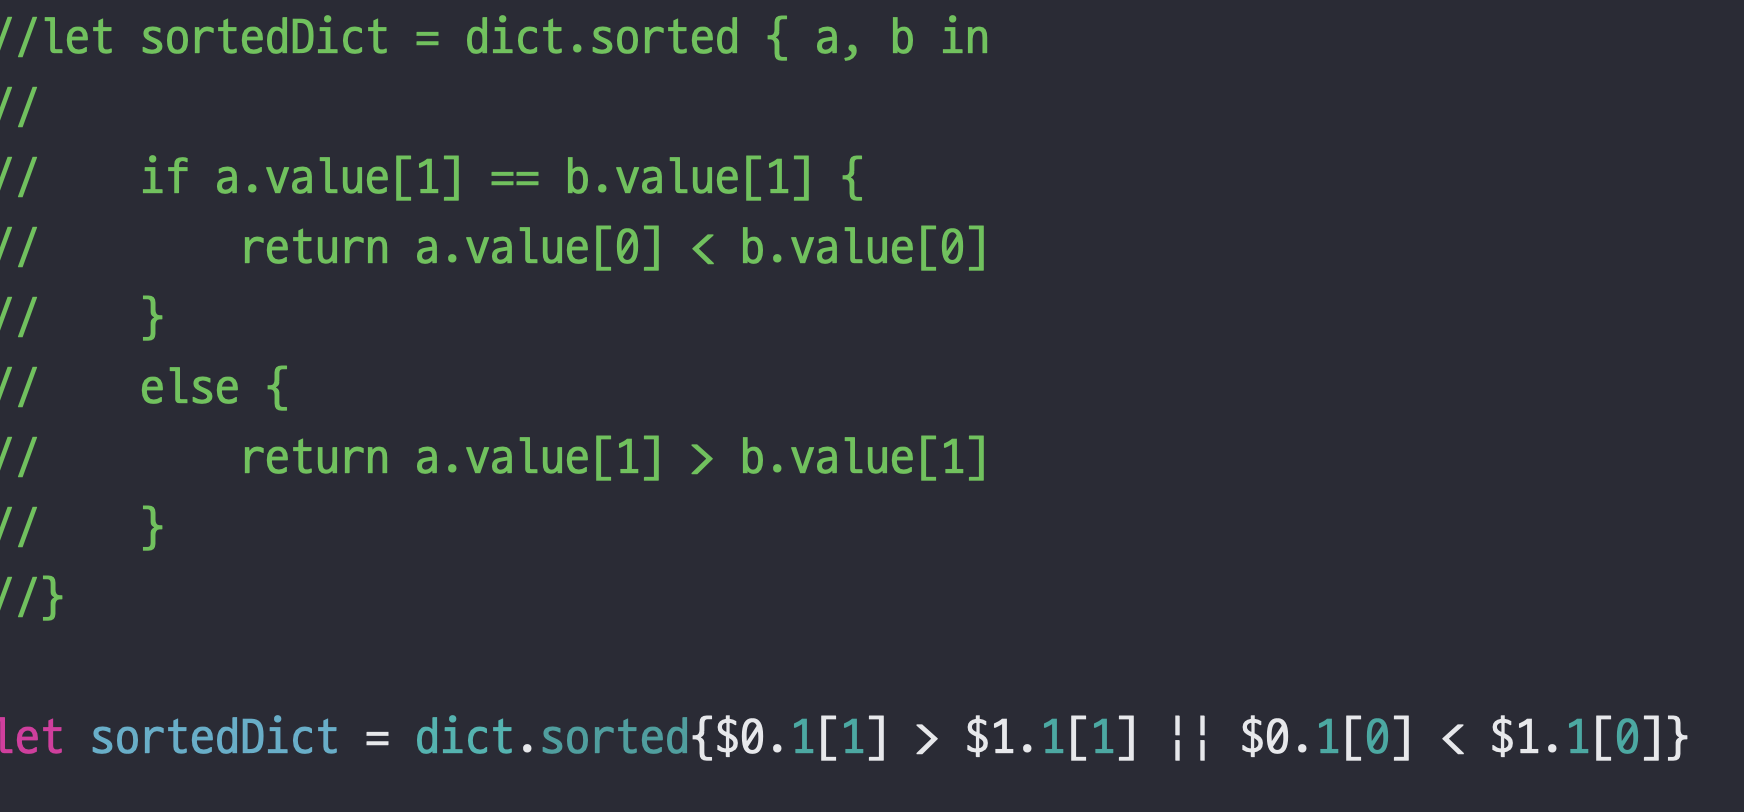 //let sortedDict = dict.sorted { a, b in
//
//    if a.value[1] == b.value[1] {
//        return a.value[0] < b.value[0]
//    }
//    else {
//        return a.value[1] > b.value[1]
//    }
//}
let sortedDict = dict.sorted{$0.1[1] > $1.1[1] || $0.1[0] < $1.1[0]}